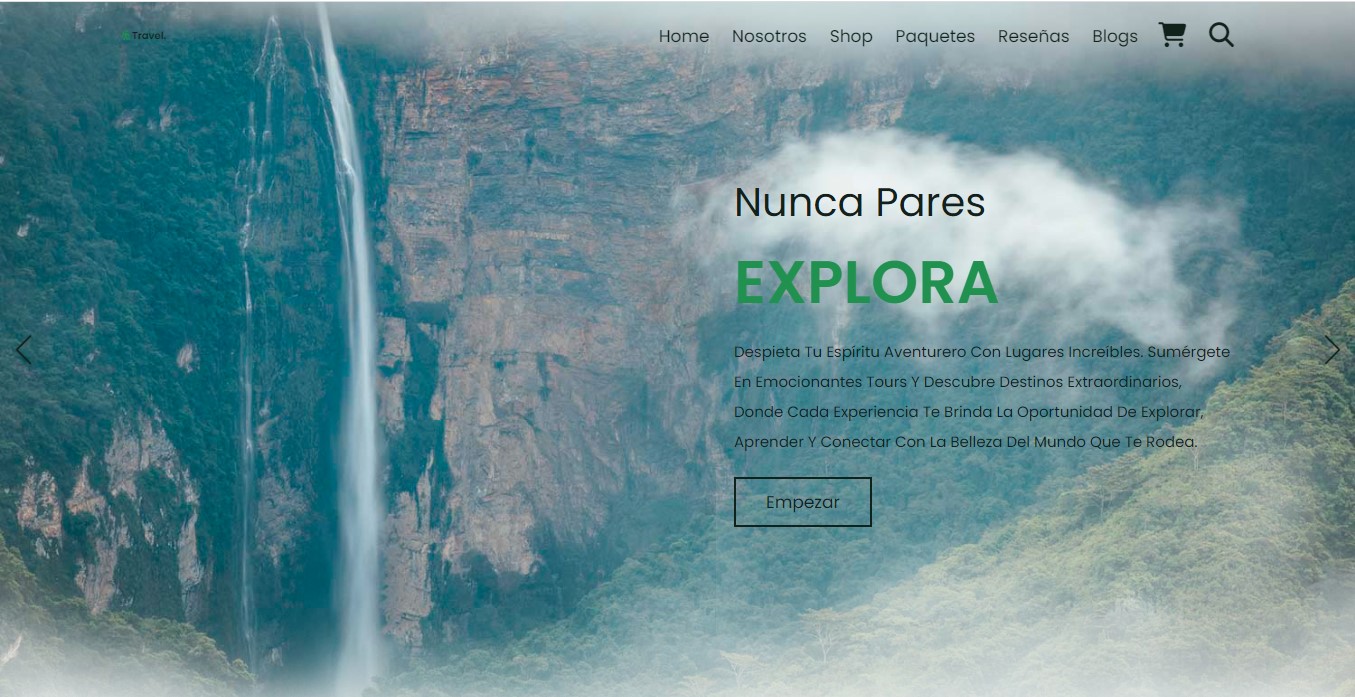 Travel.
Home Nosotros Shop Paquetes Reseñas Blogs
Nunca Pares
EXPLORA
Despieta Tu Espíritu Aventurero Con Lugares Increíbles. Sumérgete
En Emocionantes Tours Y Descubre Destinos Extraordinarios,
Donde Cada Experiencia Te Brinda La Oportunidad De Explorar,
Aprender Y Conectar Con La Belleza Del Mundo Que Te Rodea.
Empezar